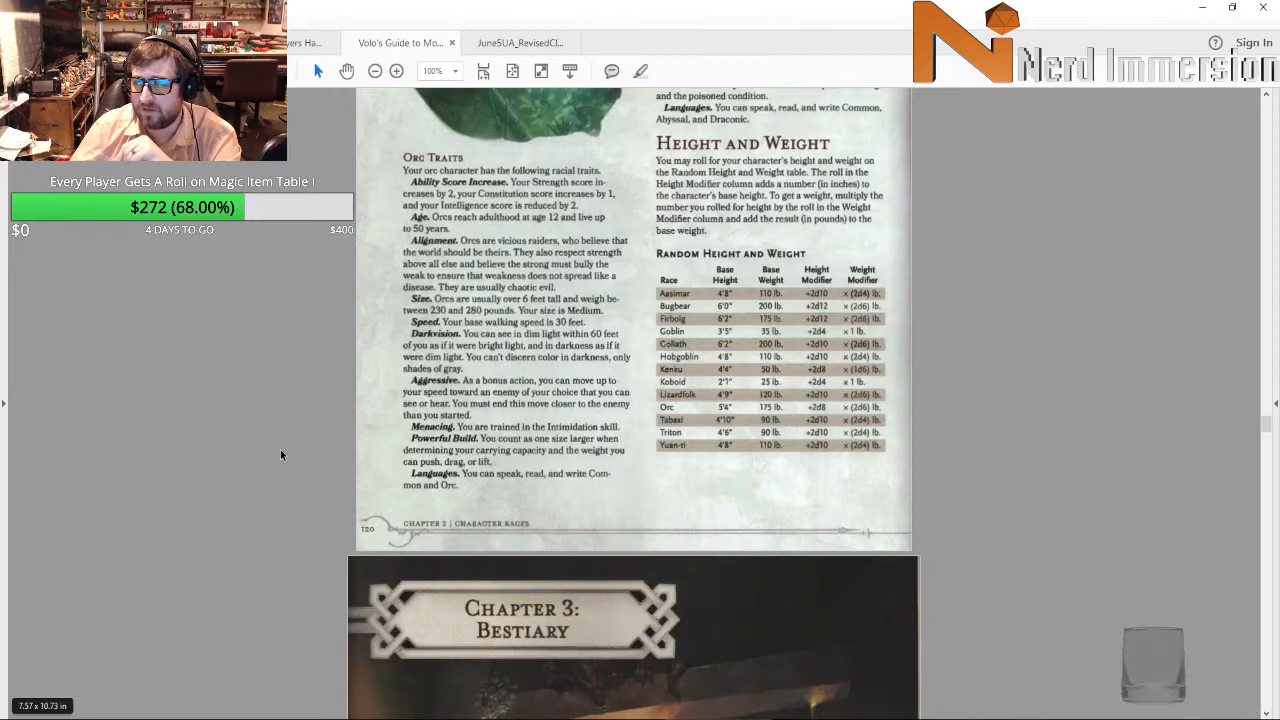 yers Ha...
Volo's Guide to Mo...
June5UA_RevisedCl...
Sign In
100%
Nerd Immersion
Every Player Gets A Roll on Magic Item Table I
$272 (68.00%)
$0
4 DAYS TO GO
$400
ORC TRAITS
Your orc character has the following racial traits.
Ability Score Increase. Your Strength score in-
creases by 2, your Constitution score increases by 1,
and your Intelligence score is reduced by 2.
Age. Orcs reach adulthood at age 12 and live up
to 50 years.
Alignment. Orcs are vicious raiders, who believe that
the world should be theirs. They also respect strength
above all else and believe the strong must bully the
weak to ensure that weakness does not spread like a
disease. They are usually chaotic evil.
Size. Orcs are usually over 6 feet tall and weigh be-
tween 230 and 280 pounds. Your size is Medium.
Speed. Your base walking speed is 30 feet.
Darkvision. You can see in dim light within 60 feet
of you as if it were bright light, and in darkness as if it
were dim light. You can't discern color in darkness, only
shades of gray.
Aggressive. As a bonus action, you can move up to
your speed toward an enemy of your choice that you can
see or hear. You must end this move closer to the enemy
than you started.
Menacing. You are trained in the Intimidation skill.
Powerful Build. You count as one size larger when
determining your carrying capacity and the weight you
can push, drag, or lift.
Languages. You can speak, read, and write Com-
mon and Orc.
and the poisoned condition.
Languages. You can speak, read, and write Common,
Abyssal, and Draconic.
HEIGHT AND WEIGHT
You may roll for your character's height and weight on
the Random Height and Weight table. The roll in the
Height Modifier column adds a number (in inches) to
the character's base height. To get a weight, multiply the
number you rolled for height by the roll in the Weight
Modifier column and add the result (in pounds) to the
base weight.
RANDOM HEIGHT AND WEIGHT
Race Base Height Base Weight Height Modifier Weight Modifier
Aasimar 4'8" 110 lb. +2d10 × (2d4) lb.
Bugbear 6'0" 200 lb. +2d12 × (2d6) lb.
Firbolg 6'2" 175 lb. +2d12 × (2d6) lb.
Goblin 3'5" 35 lb. +2d4 × 1 lb.
Goliath 6'2" 200 lb. +2d10 × (2d6) lb.
Hobgoblin 4'8" 110 lb. +2d10 × (2d4) lb.
Kenku 4'4" 50 lb. +2d8 × (1d6) lb.
Kobold 2'1" 25 lb. +2d4 × 1 lb.
Lizardfolk 4'9" 120 lb. +2d10 × (2d6) lb.
Orc 5'4" 175 lb. +2d8 × (2d6) lb.
Tabaxi 4'10" 90 lb. +2d10 × (2d4) lb.
Triton 4'6" 90 lb. +2d10 × (2d4) lb.
Yuan-ti 4'8" 110 lb. +2d10 × (2d4) lb.
120
CHAPTER 2 | CHARACTER RACES
CHAPTER 3:
BESTIARY
7.57 x 10.73 in